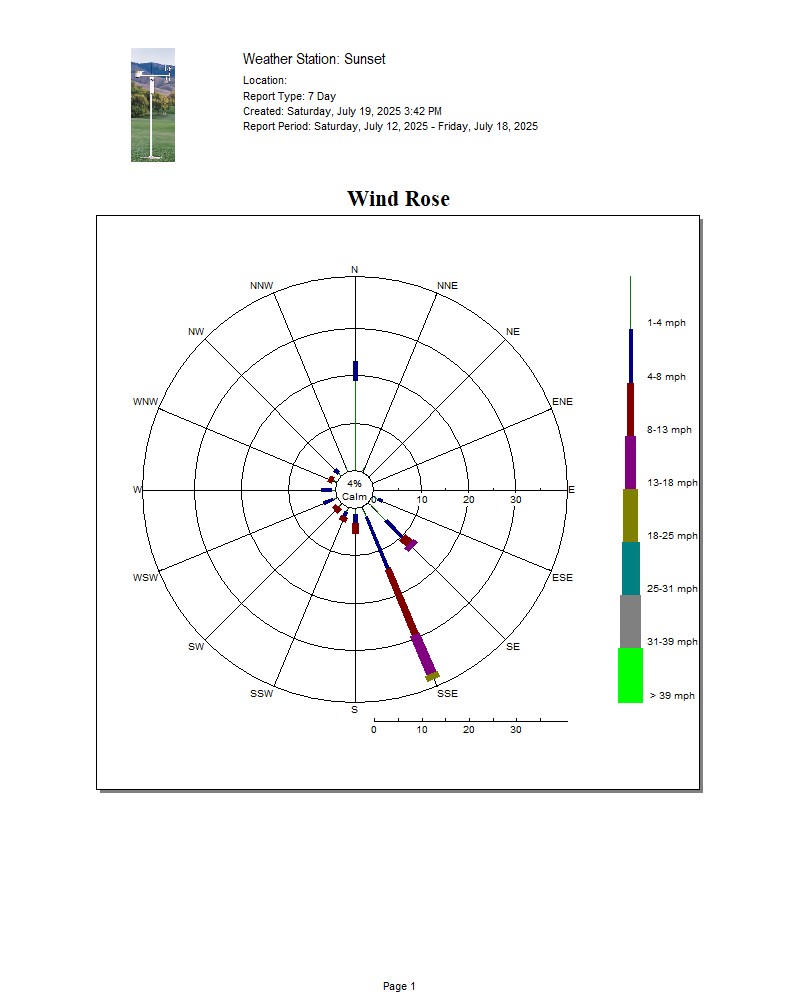 Weather Station: Sunset
Location:
Report Type: 7 Day
Created: Saturday, July 19, 2025 3:42 PM
Report Period: Saturday, July 12, 2025 - Friday, July 18, 2025
Wind Rose
N
NNW NNE
NW NE
1-4 mph
4-8 mph
WNW ENE
8-13 mph
13-18 mph
4%
Calm
W 0 10 20 30 E
18-25 mph
WSW ESE
25-31 mph
SW SE
31-39 mph
SSW SSE
> 39 mph
S
0 10 20 30
Page 1